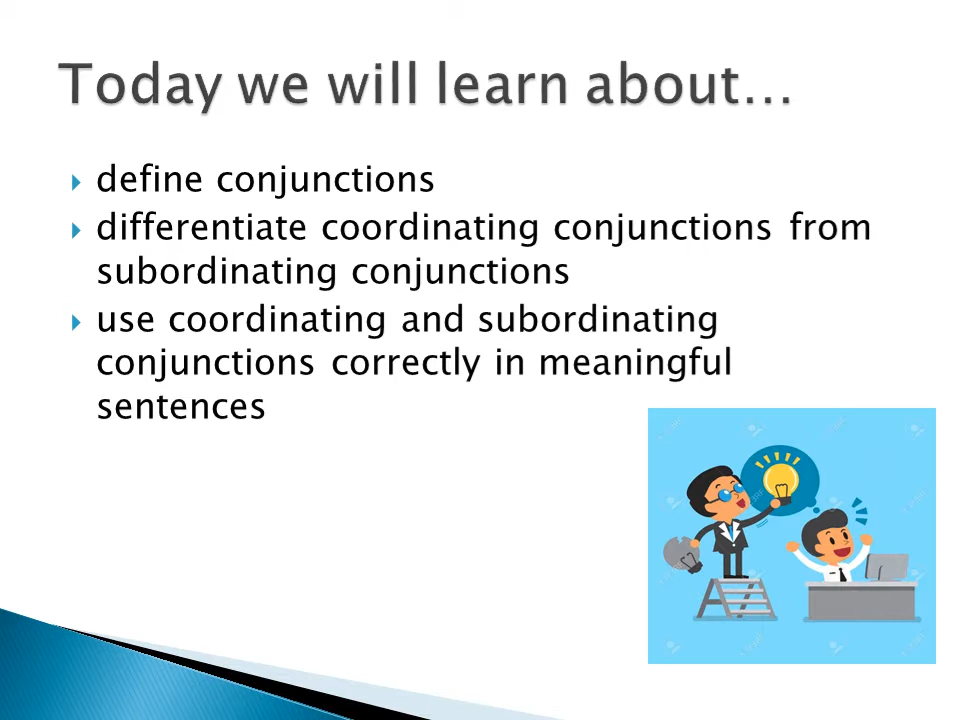 Today we will learn about…
define conjunctions
differentiate coordinating conjunctions from
subordinating conjunctions
use coordinating and subordinating
conjunctions correctly in meaningful
sentences